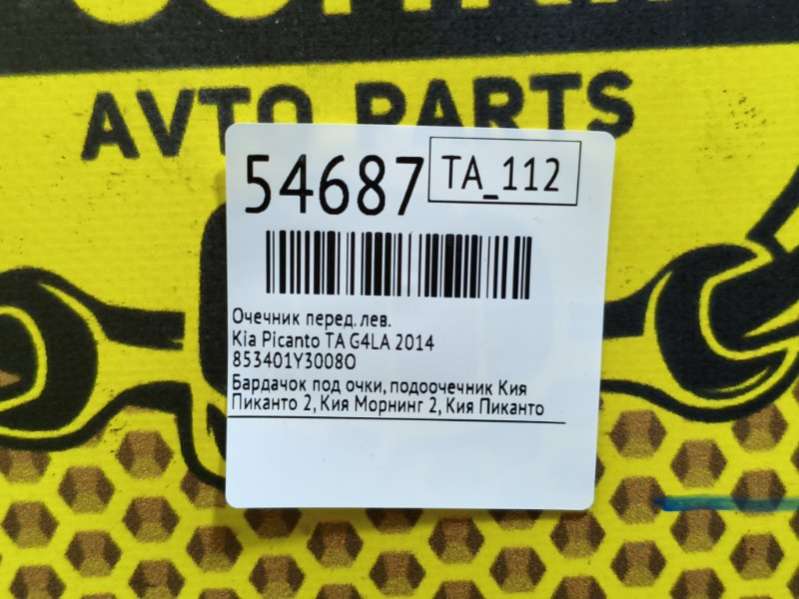 AVTO PARTS
54687
TA_112
Очечник перед. лев.
Kia Picanto TA G4LA 2014
853401Y3008O
Бардачок под очки, подоочечник Кия
Пиканто 2, Кия Морнинг 2, Кия Пиканто